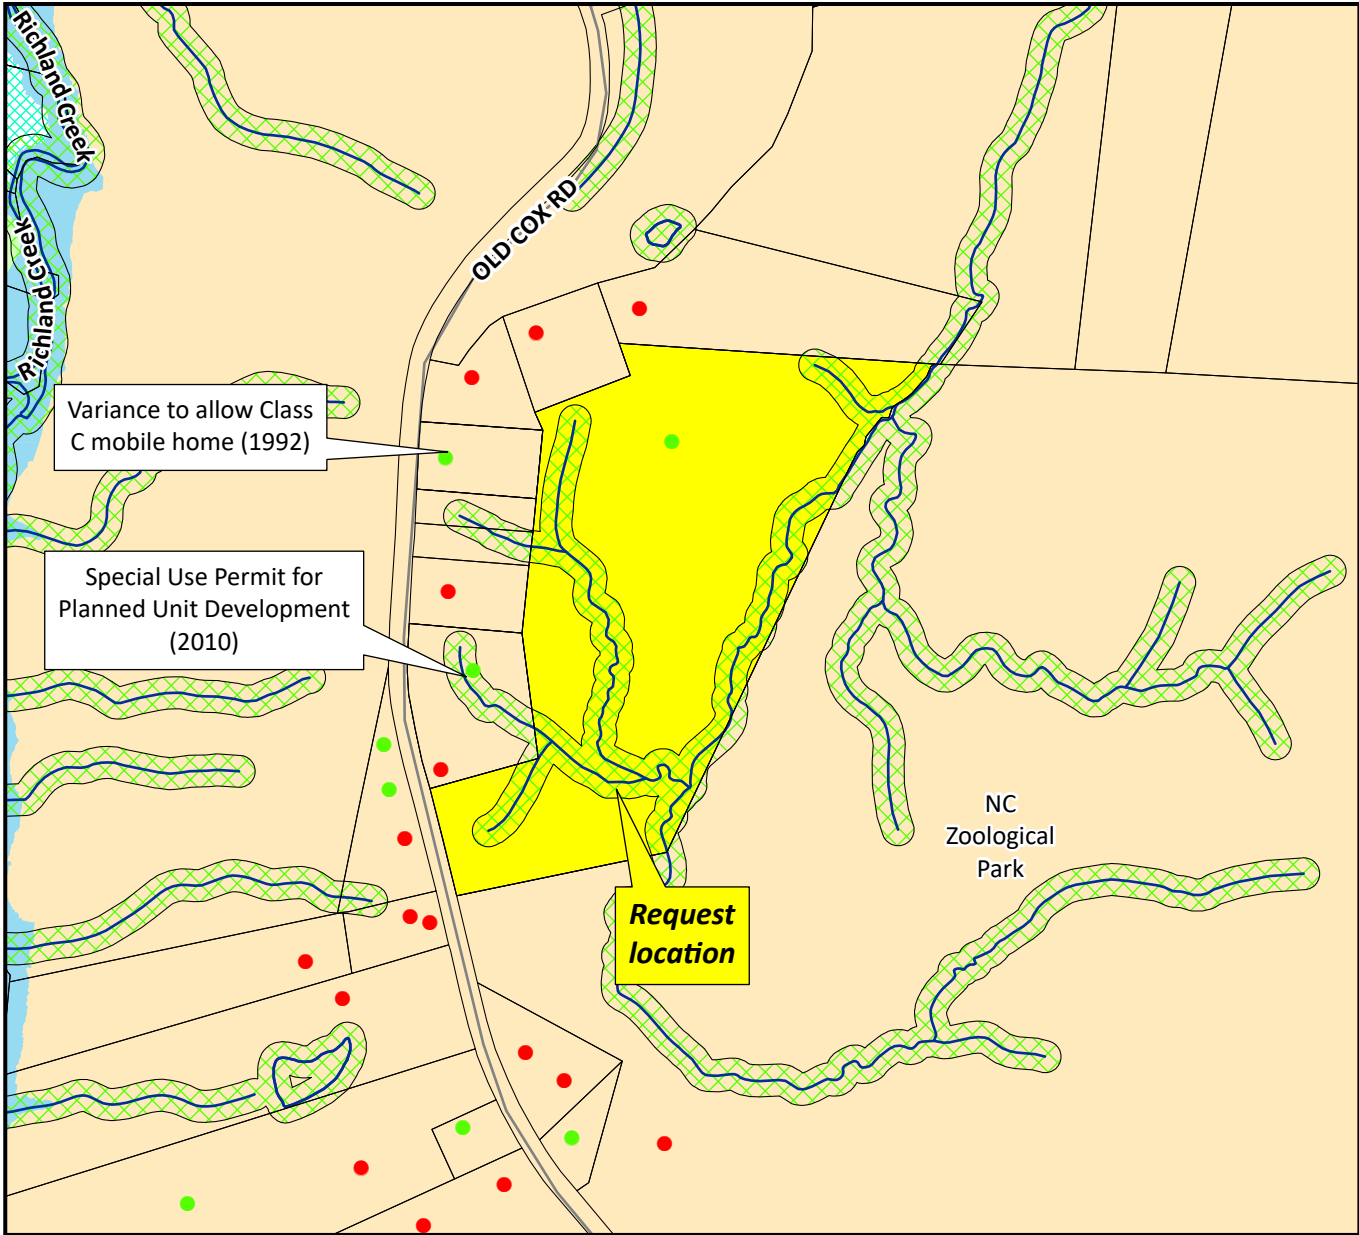 Richland Creek
Richland Creek
OLD COX RD
Variance to allow Class
C mobile home (1992)
Special Use Permit for
Planned Unit Development
(2010)
NC
Zoological
Park
Request
location